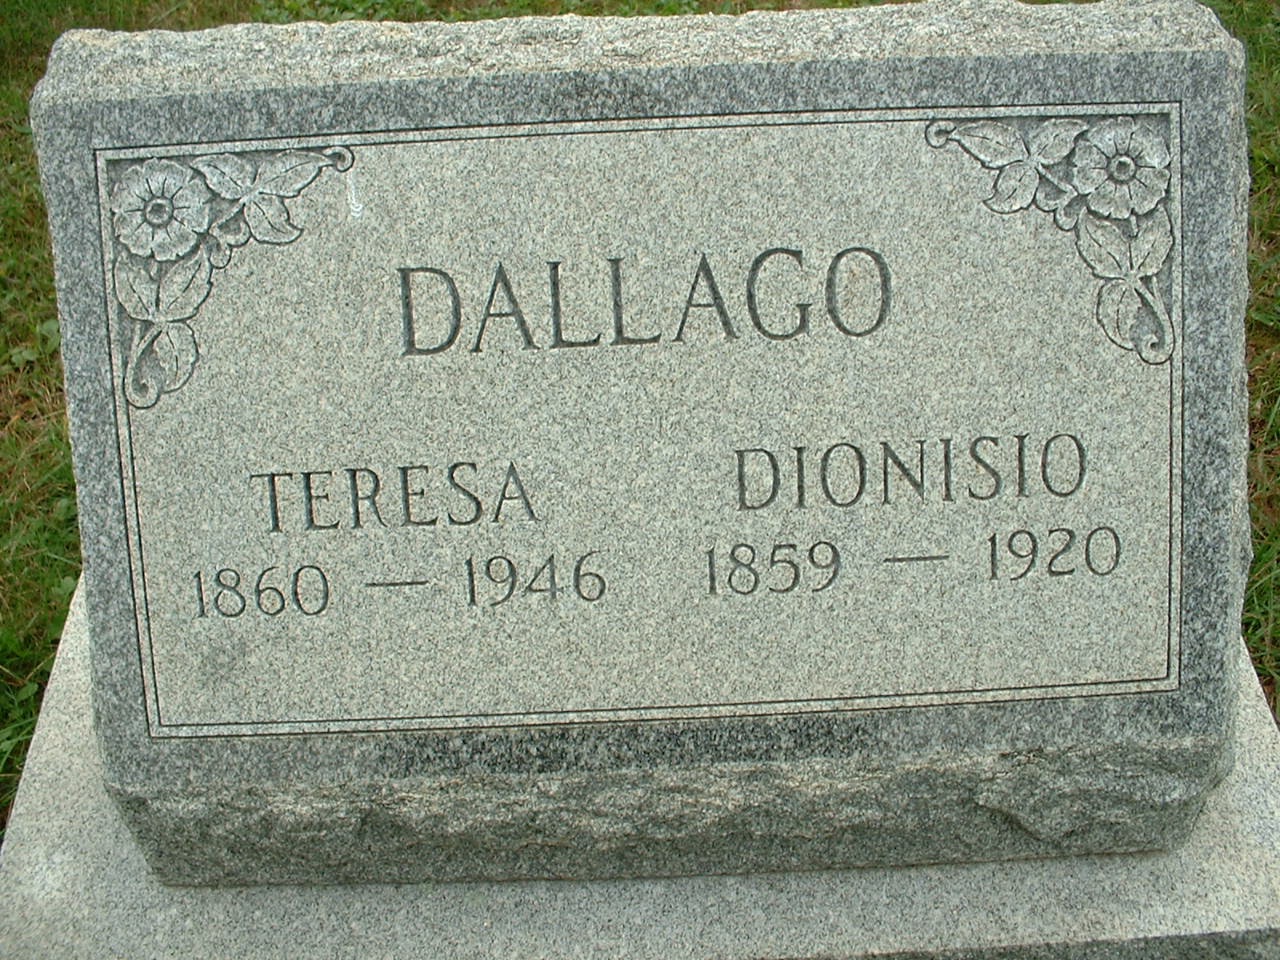 DALLAGO
TERESA DIONISIO
1860 — 1946 1859 — 1920